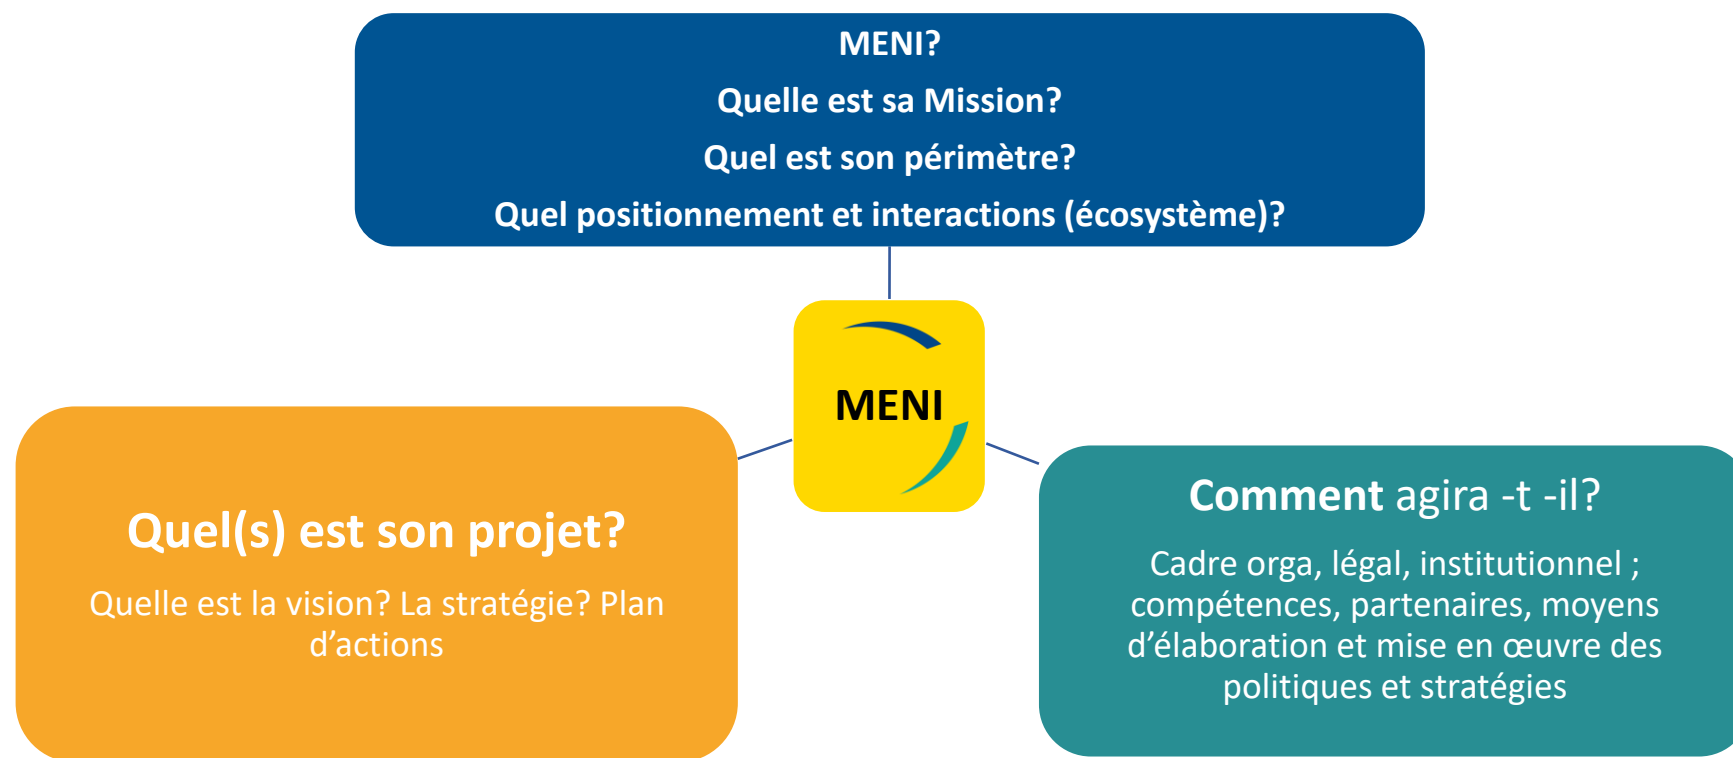 MENI?
Quelle est sa Mission?
Quel est son périmètre?
Quel positionnement et interactions (écosystème)?
MENI
Quel(s) est son projet?
Quelle est la vision? La stratégie? Plan
d’actions
Comment agira -t -il?
Cadre orga, légal, institutionnel ;
compétences, partenaires, moyens
d’élaboration et mise en œuvre des
politiques et stratégies